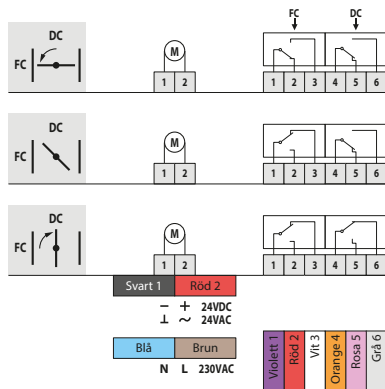 FC DC
DC
FC
M
1 2
1 2 3 4 5 6
DC
FC
M
1 2
1 2 3 4 5 6
DC
FC
M
1 2
1 2 3 4 5 6
Svart 1 Röd 2
− + 24VDC
⊥ ~ 24VAC
Blå Brun
N L 230VAC
Violett 1
Röd 2
Vit 3
Orange 4
Rosa 5
Grå 6